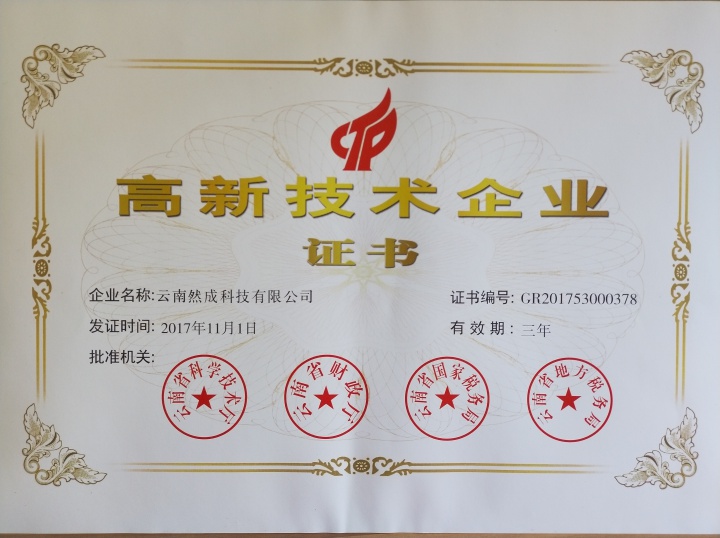 高新技术企业
证书
企业名称:云南然成科技有限公司 证书编号: GR201753000378
发证时间: 2017年11月1日 有效期: 三年
批准机关:
云南省科学技术厅 云南省财政厅 云南省国家税务局 云南省地方税务局